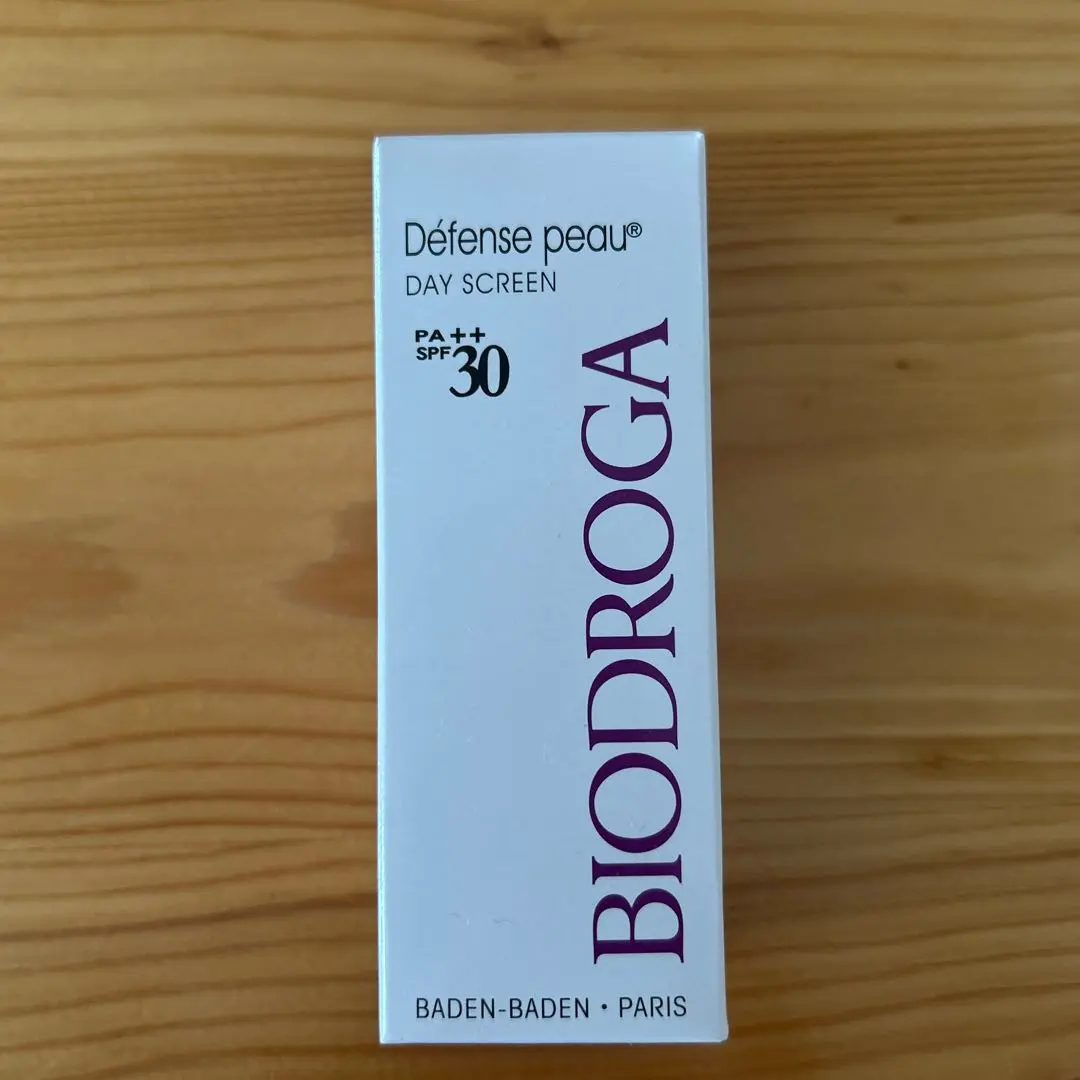 Défense peau®
DAY SCREEN
PA++
SPF30
BIODROGA
BADEN-BADEN • PARIS